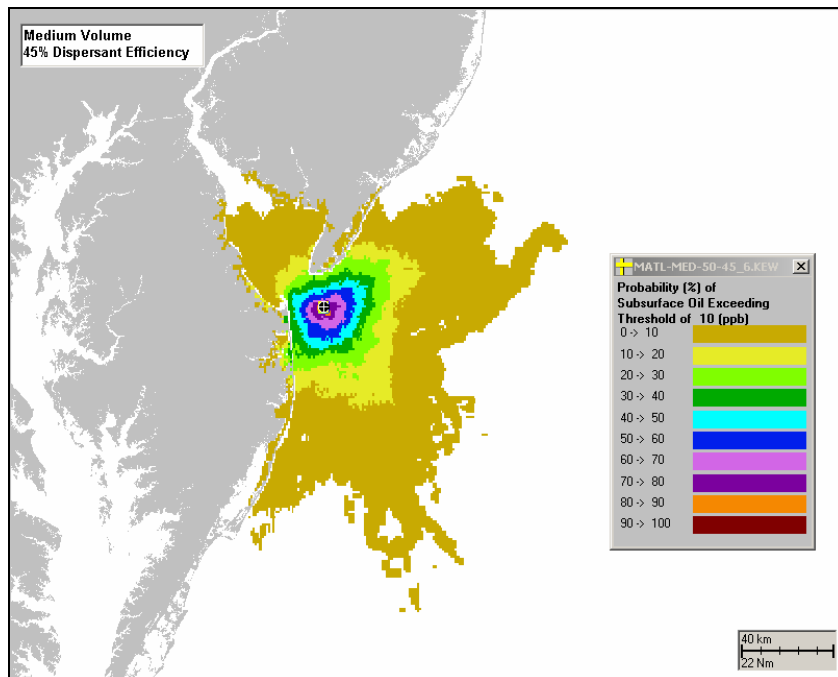 Medium Volume
45% Dispersant Efficiency
MATL-MED-50-45_6.KEW
Probability (%) of
Subsurface Oil Exceeding
Threshold of 10 (ppb)
0 -> 10
10 -> 20
20 -> 30
30 -> 40
40 -> 50
50 -> 60
60 -> 70
70 -> 80
80 -> 90
90 -> 100
40 km
22 Nm